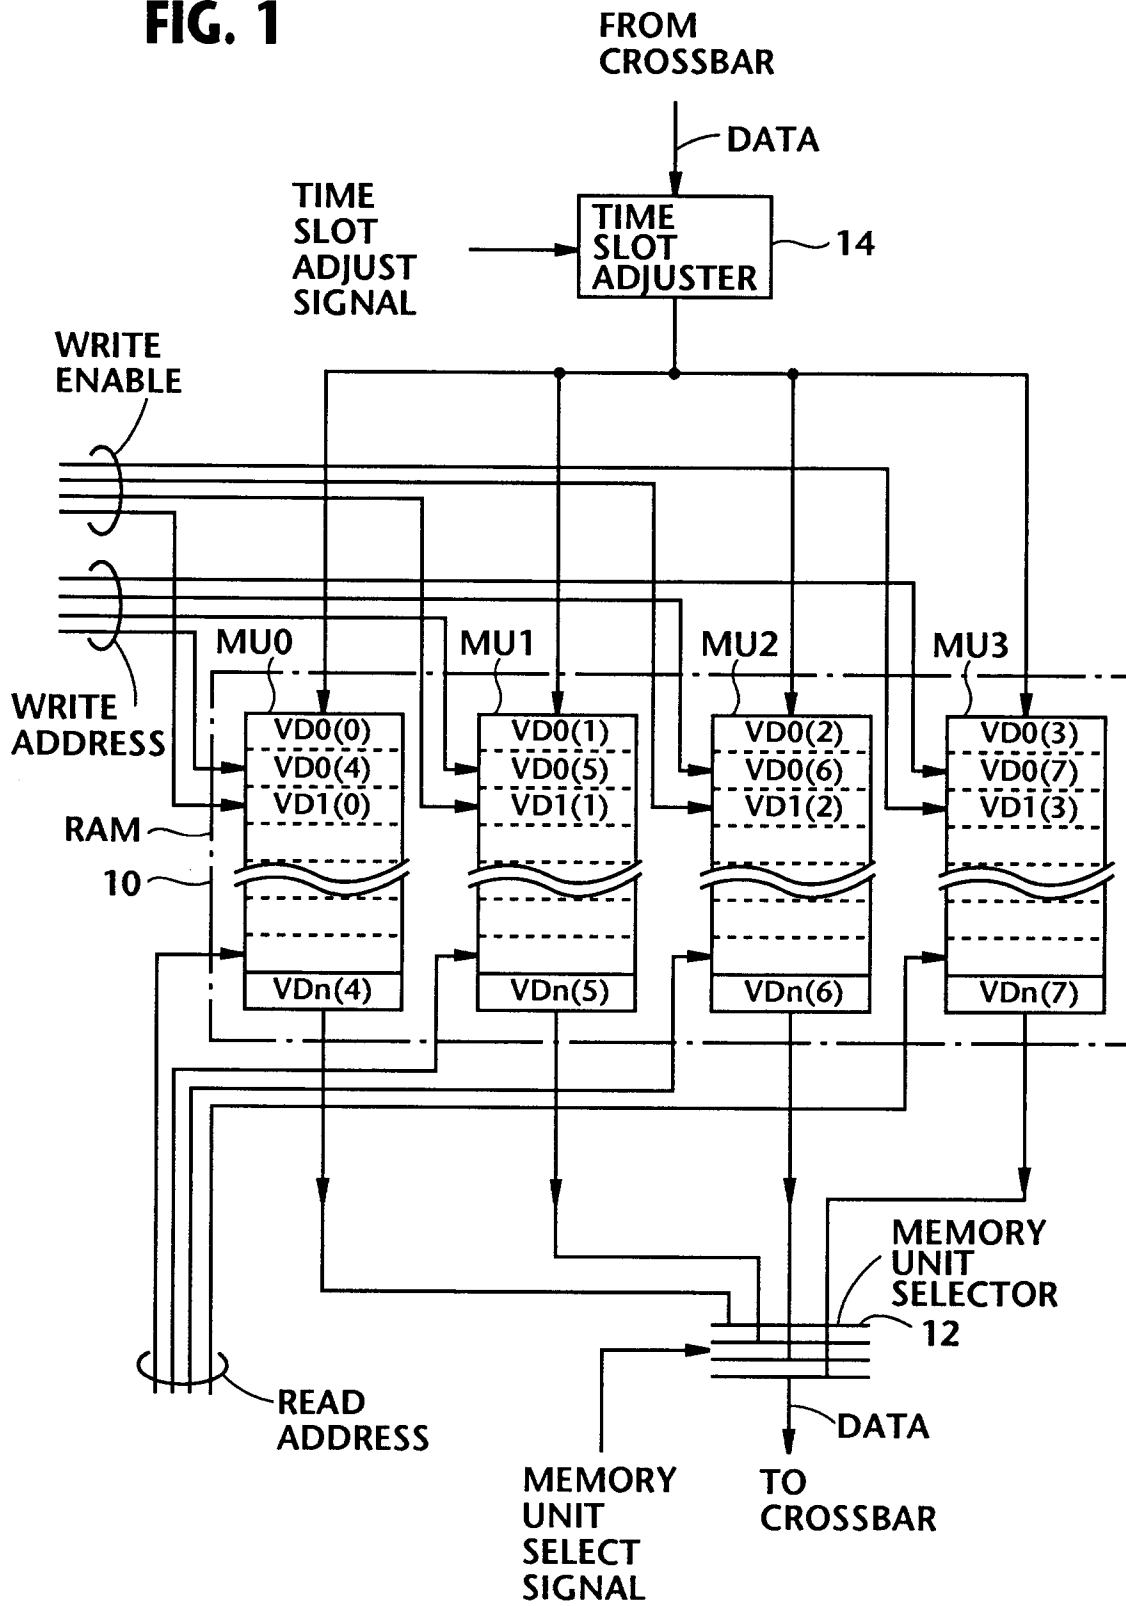 FIG. 1
FROM
CROSSBAR
DATA
TIME
SLOT
ADJUST
SIGNAL
TIME
SLOT
ADJUSTER
14
WRITE
ENABLE
WRITE
ADDRESS
MU0
MU1
MU2
MU3
VD0(0)
VD0(4)
VD1(0)
VD0(1)
VD0(5)
VD1(1)
VD0(2)
VD0(6)
VD1(2)
VD0(3)
VD0(7)
VD1(3)
RAM
10
VDn(4)
VDn(5)
VDn(6)
VDn(7)
MEMORY
UNIT
SELECTOR
12
READ
ADDRESS
DATA
MEMORY
UNIT
SELECT
SIGNAL
TO
CROSSBAR